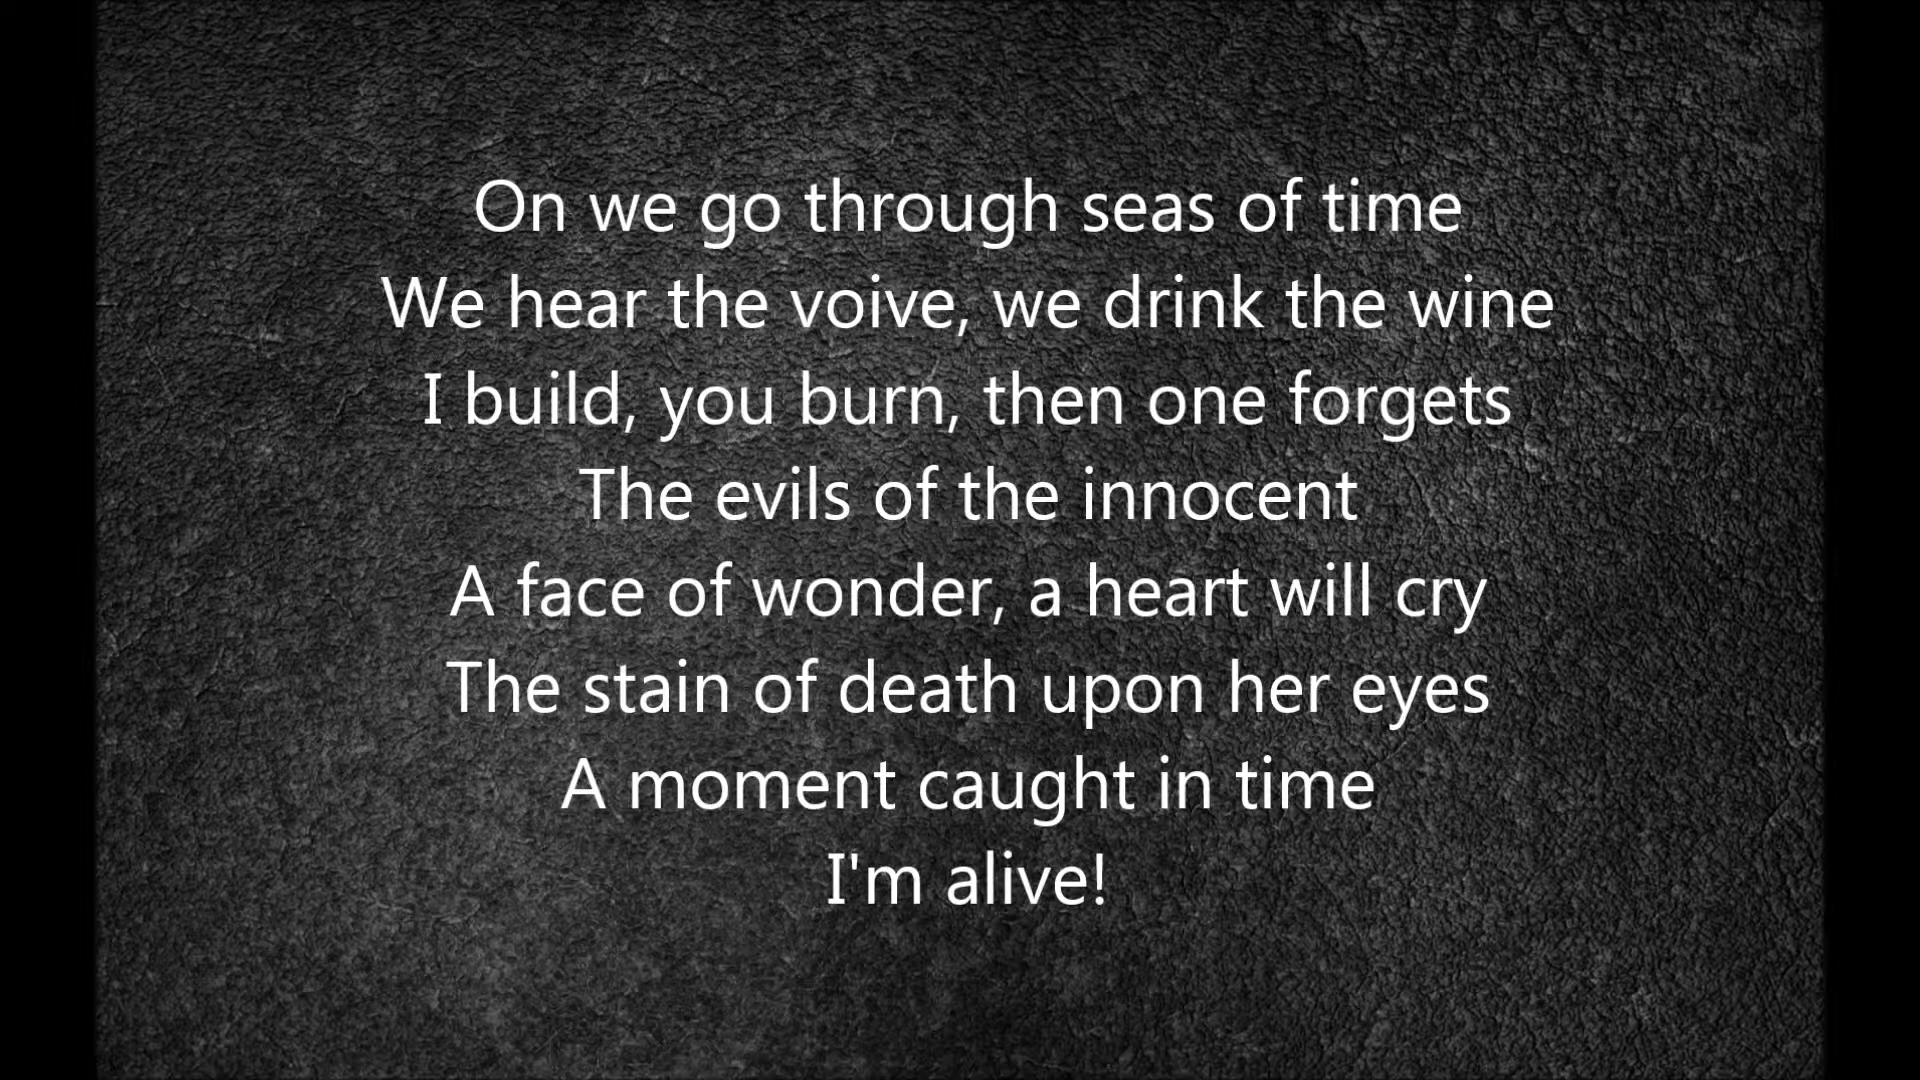 On we go through seas of time
We hear the voive, we drink the wine
I build, you burn, then one forgets
The evils of the innocent
A face of wonder, a heart will cry
The stain of death upon her eyes
A moment caught in time
I'm alive!